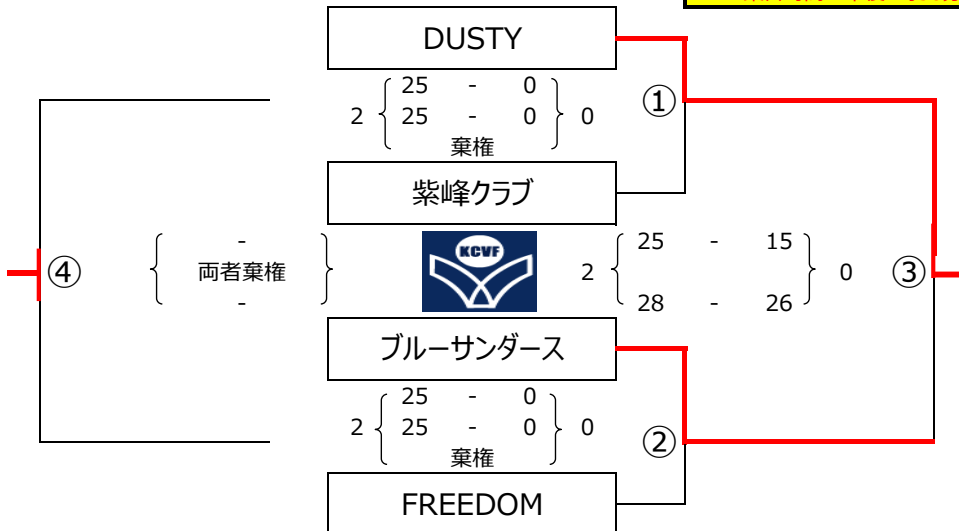 DUSTY
25 - 0
2 25 - 0 0
棄権
①
紫峰クラブ
-
④ 両者棄権
-
KCVF
25 - 15
2 0 ③
28 - 26
ブルーサンダース
25 - 0
2 25 - 0 0
棄権
②
FREEDOM